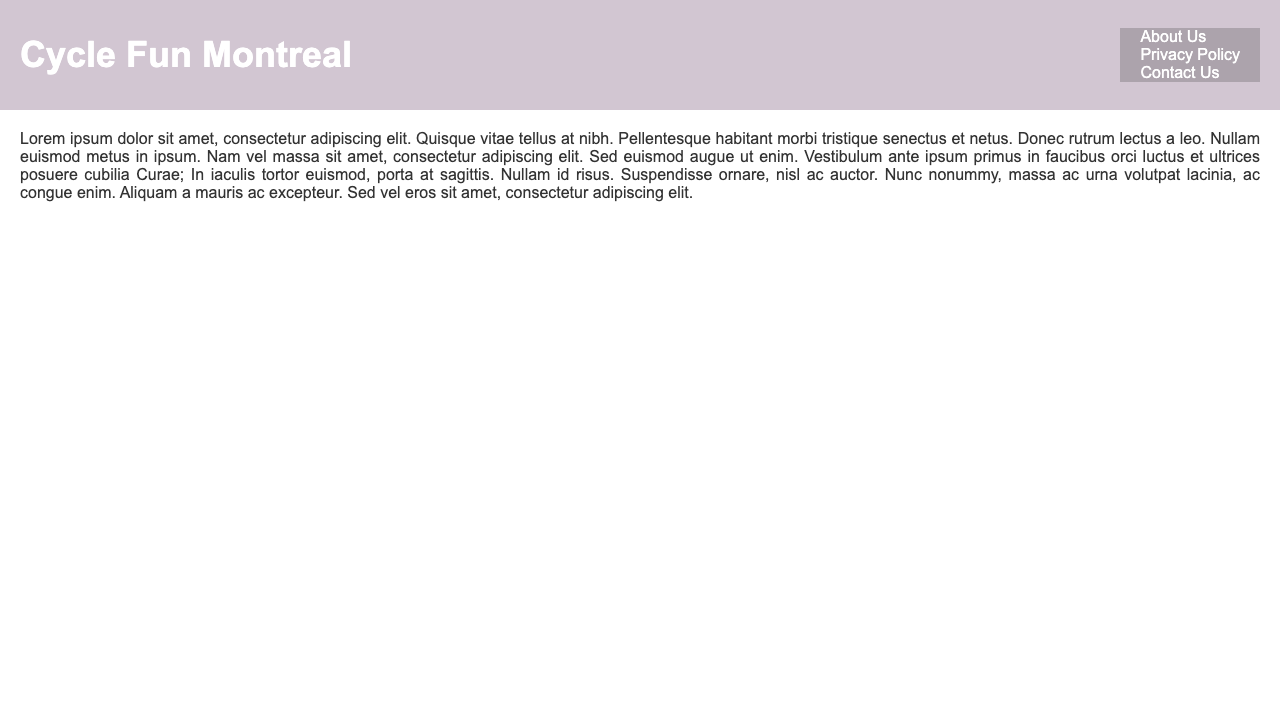 Cycle Fun Montreal
About Us
Privacy Policy
Contact Us
Lorem ipsum dolor sit amet, consectetur adipiscing elit. Quisque vitae tellus at nibh. Pellentesque habitant morbi tristique senectus et netus. Donec rutrum lectus a leo. Nullam
euismod metus in ipsum. Nam vel massa sit amet, consectetur adipiscing elit. Sed euismod augue ut enim. Vestibulum ante ipsum primus in faucibus orci luctus et ultrices
posuere cubilia Curae; In iaculis tortor euismod, porta at sagittis. Nullam id risus. Suspendisse ornare, nisl ac auctor. Nunc nonummy, massa ac urna volutpat lacinia, ac
congue enim. Aliquam a mauris ac excepteur. Sed vel eros sit amet, consectetur adipiscing elit.